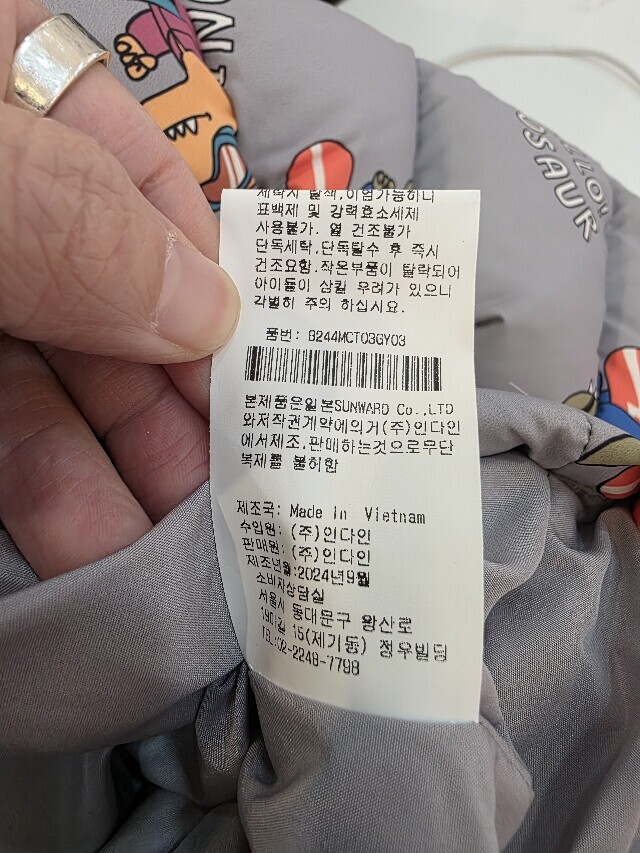 세탁시 탈색,이염가능하니
표백제 및 강력효소세제
사용불가. 열 건조불가
단독세탁,단독탈수 후 즉시
건조요함.작은부품이 탈락되어
아이들이 삼킬 우려가 있으니
각별히 주의 하십시요.
품번: B244MCT03GY03
본제품은일본SUNWARD Co.,LTD
와저작권계약에의거(주)인다인
에서제조,판매하는것으로무단
복제를 불허함
제조국: Made In Vietnam
수입원: (주)인다인
판매원: (주)인다인
제조년월:2024년9월
소비자상담실
서울시 동대문구 왕산로
19길 15(제기동) 정우빌딩
TEL:02-2248-7798
OSAUR